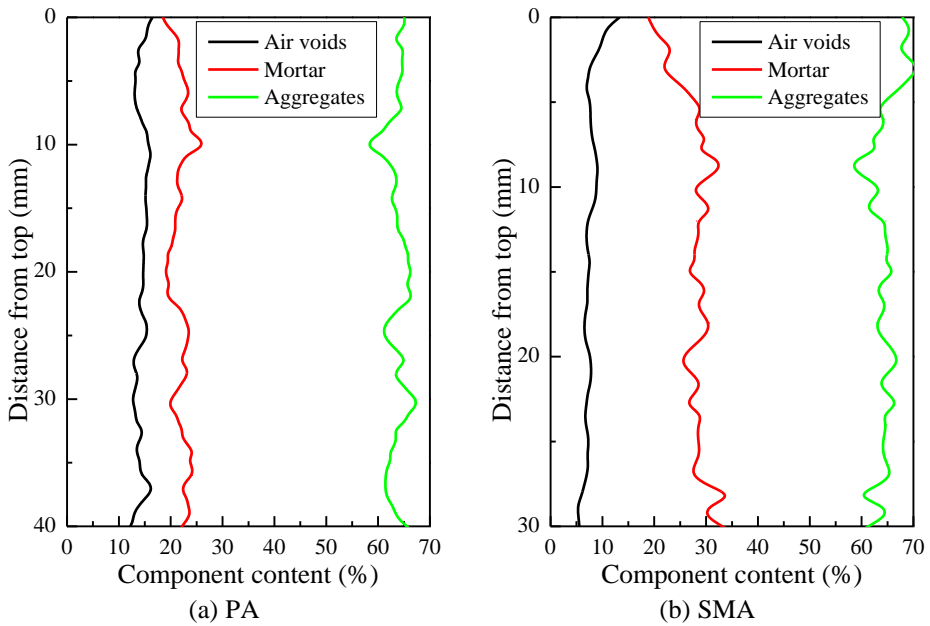 0
10
20
30
40
Distance from top (mm)
Air voids
Mortar
Aggregates
0 10 20 30 40 50 60 70
Component content (%)
(a) PA
0
10
20
30
Distance from top (mm)
Air voids
Mortar
Aggregates
0 10 20 30 40 50 60 70
Component content (%)
(b) SMA